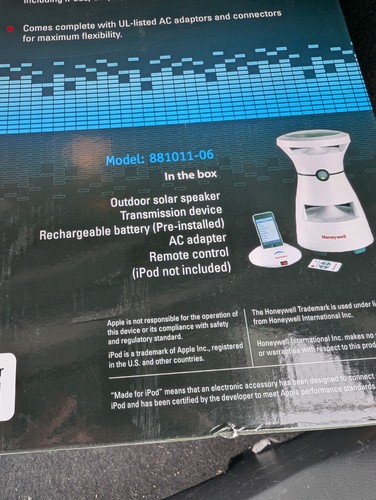 Comes complete with UL-listed AC adaptors and connectors
for maximum flexibility.
Model: 881011-06
In the box
Outdoor solar speaker
Transmission device
Rechargeable battery (Pre-installed)
AC adapter
Remote control
(iPod not included)
Honeywell
Apple is not responsible for the operation of
this device or its compliance with safety
and regulatory standard.
iPod is a trademark of Apple Inc., registered
in the U.S. and other countries.
The Honeywell Trademark is used under
from Honeywell International Inc.
Honeywell International Inc. makes no
or warranties with respect to this
"Made for iPod" means that an electronic accessory has been designed to connect
iPod and has been certified by the developer to meet Apple performance standards